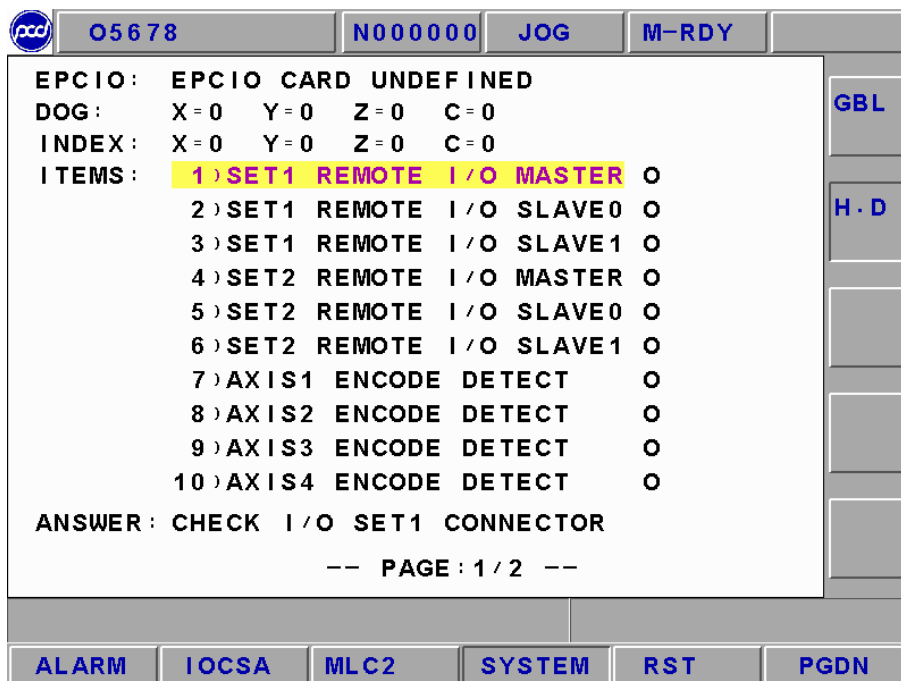 pcd O5678 N000000 JOG M-RDY
EPCIO: EPCIO CARD UNDEFINED
DOG: X=0 Y=0 Z=0 C=0
INDEX: X=0 Y=0 Z=0 C=0
ITEMS: 1)SET1 REMOTE I/O MASTER O
2)SET1 REMOTE I/O SLAVE0 O
3)SET1 REMOTE I/O SLAVE1 O
4)SET2 REMOTE I/O MASTER O
5)SET2 REMOTE I/O SLAVE0 O
6)SET2 REMOTE I/O SLAVE1 O
7)AXIS1 ENCODE DETECT O
8)AXIS2 ENCODE DETECT O
9)AXIS3 ENCODE DETECT O
10)AXIS4 ENCODE DETECT O
ANSWER: CHECK I/O SET1 CONNECTOR
-- PAGE:1/2 --
GBL
H.D
ALARM IOCSA MLC2 SYSTEM RST PGDN